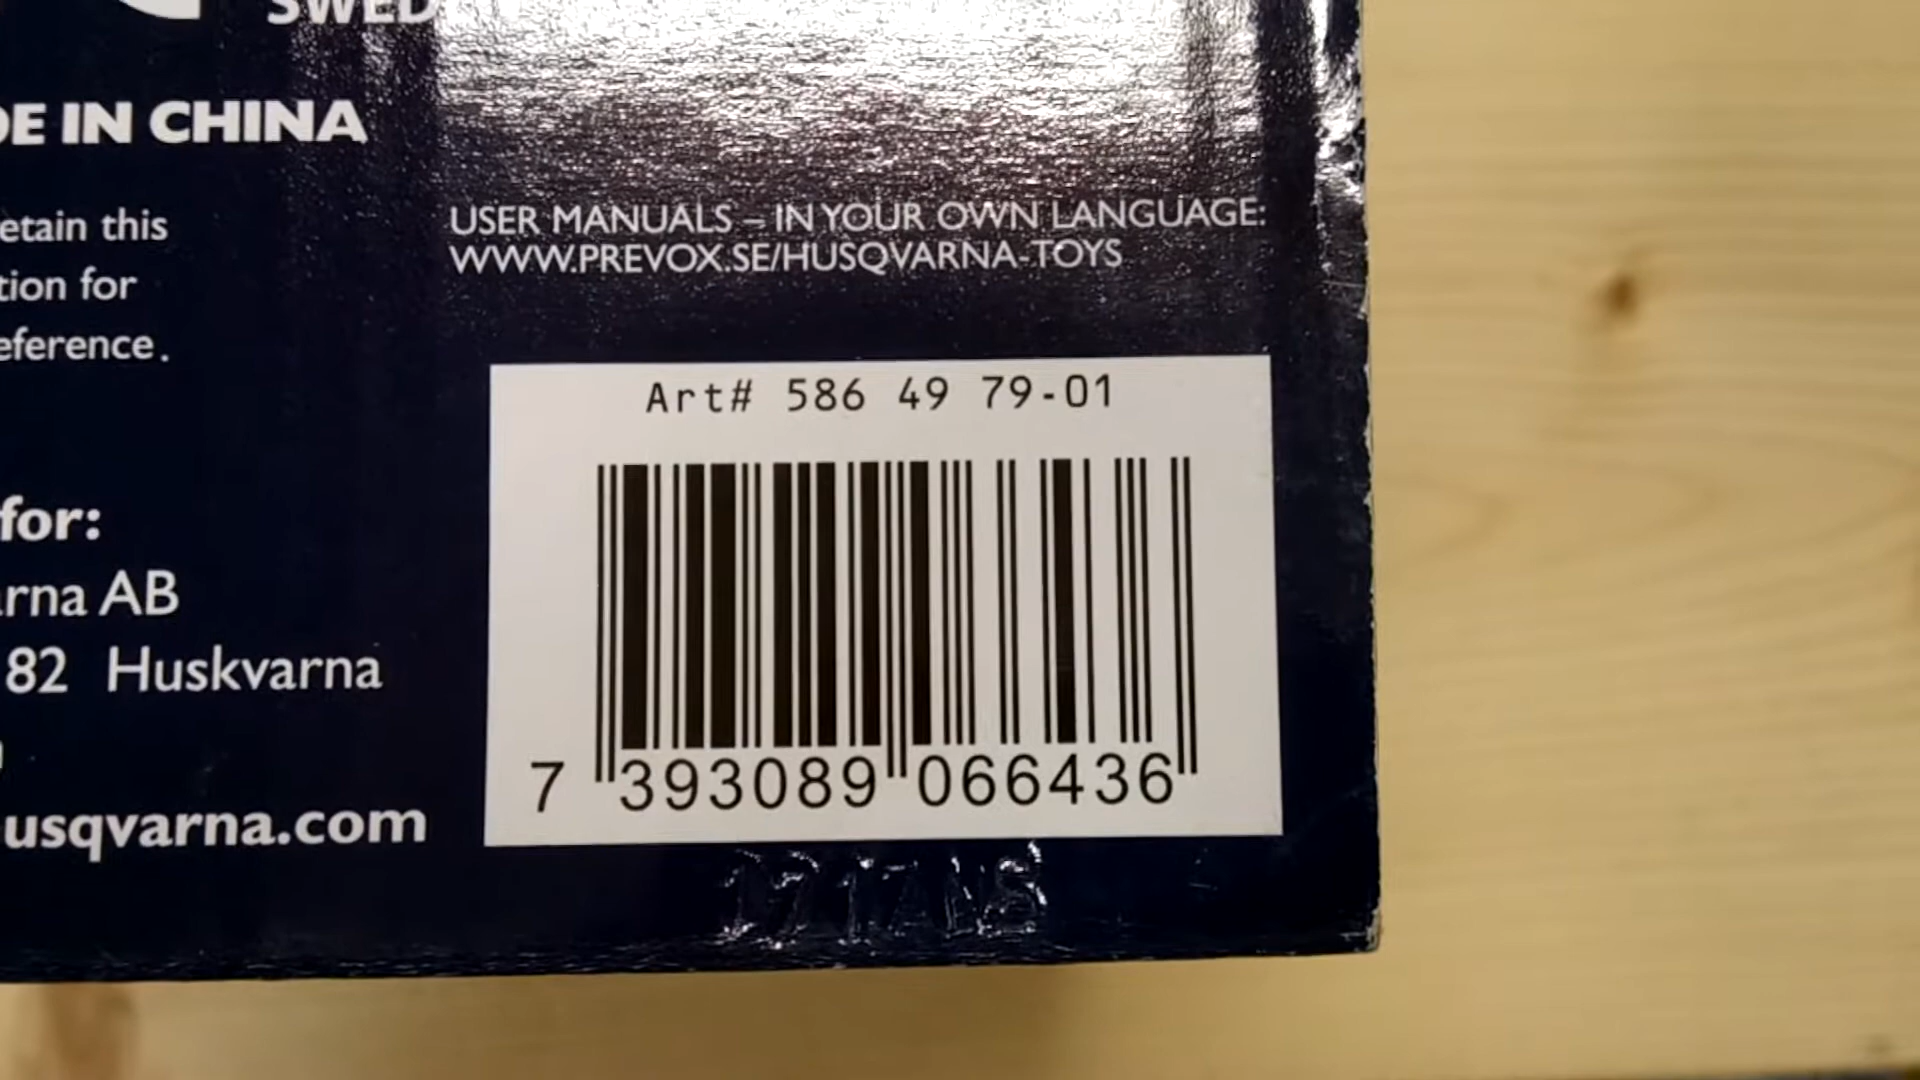 SWED
DE IN CHINA
etain this
tion for
eference.
USER MANUALS – IN YOUR OWN LANGUAGE:
WWW.PREVOX.SE/HUSQVARNA-TOYS
Art# 586 49 79-01
7 393089 066436
for:
arna AB
82 Huskvarna
usqvarna.com